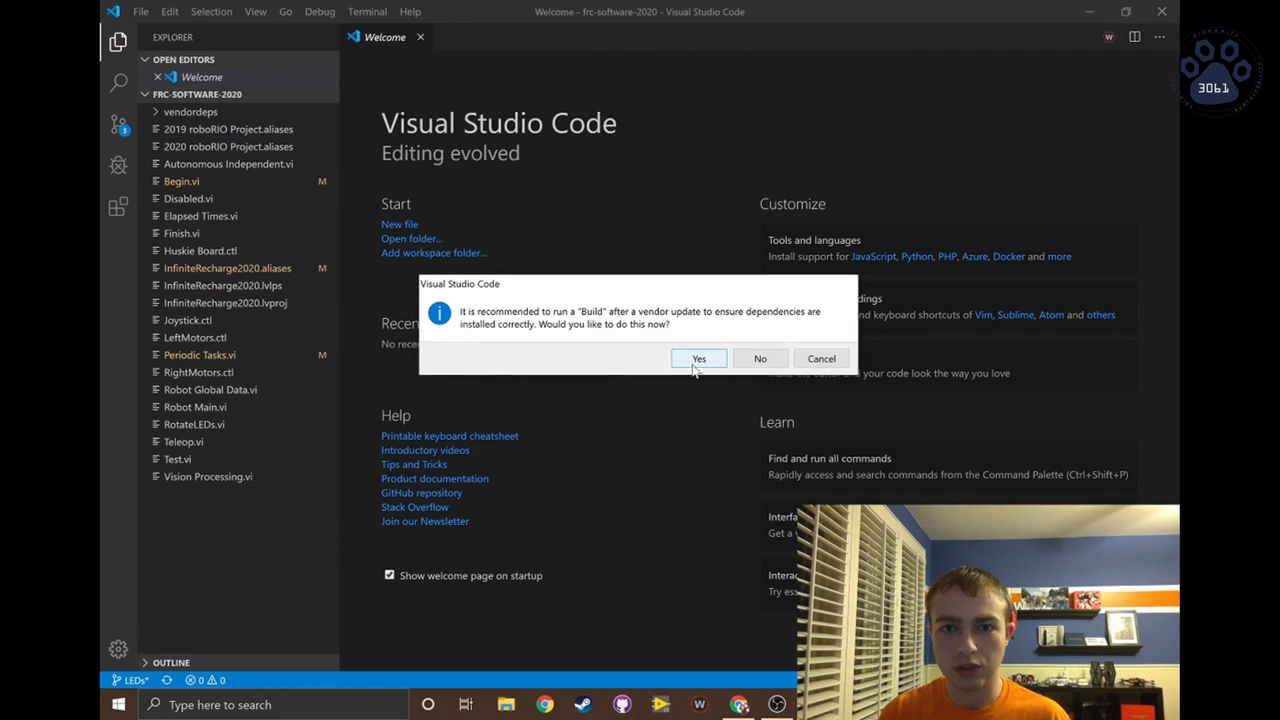 File Edit Selection View Go Debug Terminal Help
Welcome - frc-software-2020 - Visual Studio Code
EXPLORER
Welcome
OPEN EDITORS
Welcome
FRC-SOFTWARE-2020
vendordeps
2019 roboRIO Project.aliases
2020 roboRIO Project.aliases
Autonomous Independent.vi
Begin.vi M
Disabled.vi
Elapsed Times.vi
Finish.vi
Huskie Board.ctl
InfiniteRecharge2020.aliases M
InfiniteRecharge2020.lvlps
InfiniteRecharge2020.lvproj
Joystick.ctl
LeftMotors.ctl
Periodic Tasks.vi M
RightMotors.ctl
Robot Global Data.vi
Robot Main.vi
RotateLEDs.vi
Teleop.vi
Test.vi
Vision Processing.vi
OUTLINE
3
W
3061
Visual Studio Code
Editing evolved
Start
New file
Open folder...
Add workspace folder...
Recen
No rece
Help
Printable keyboard cheatsheet
Introductory videos
Tips and Tricks
Product documentation
GitHub repository
Stack Overflow
Join our Newsletter
Show welcome page on startup
Customize
Tools and languages
Install support for JavaScript, Python, PHP, Azure, Docker and more
dings
nd keyboard shortcuts of Vim, Sublime, Atom and others
your code look the way you love
Learn
Find and run all commands
Rapidly access and search commands from the Command Palette (Ctrl+Shift+P)
Interfa
Get a
Interac
Try ess
Visual Studio Code
It is recommended to run a "Build" after a vendor update to ensure dependencies are
installed correctly. Would you like to do this now?
Yes No Cancel
LEDs* 0 0
Type here to search
W